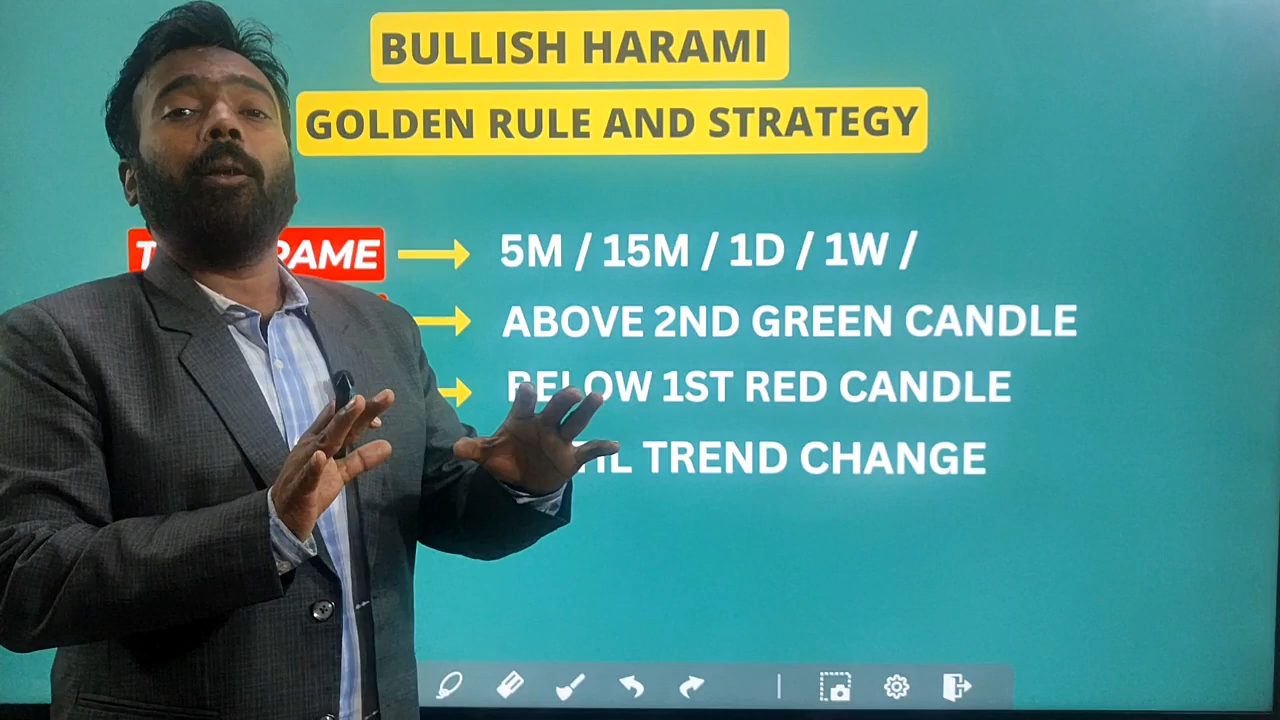 BULLISH HARAMI
GOLDEN RULE AND STRATEGY
5M / 15M / 1D / 1W /
ABOVE 2ND GREEN CANDLE
BELOW 1ST RED CANDLE
TREND CHANGE